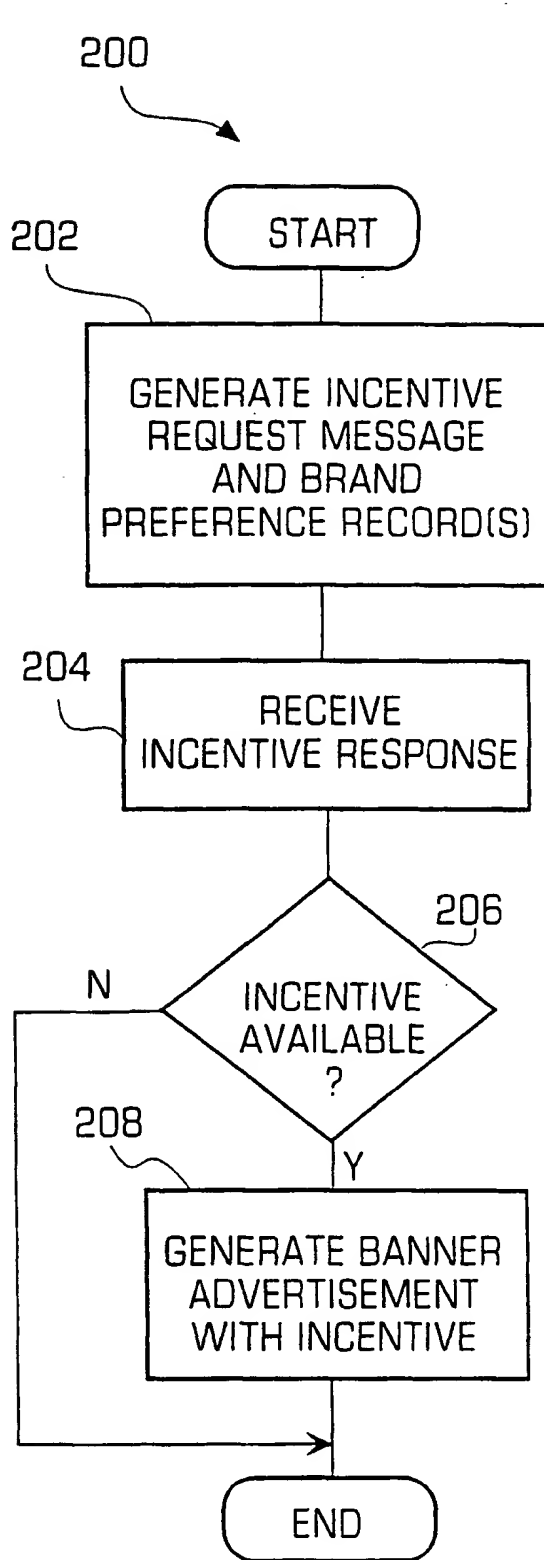 200
START
202
GENERATE INCENTIVE
REQUEST MESSAGE
AND BRAND
PREFERENCE RECORD(S)
204
RECEIVE
INCENTIVE RESPONSE
206
N
INCENTIVE
AVAILABLE
?
208
Y
GENERATE BANNER
ADVERTISEMENT
WITH INCENTIVE
END